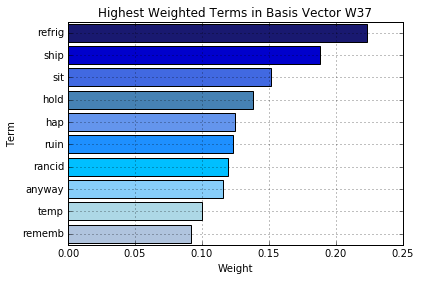 Highest Weighted Terms in Basis Vector W37
refrig
ship
sit
hold
hap
ruin
rancid
anyway
temp
rememb
Term
0.00 0.05 0.10 0.15 0.20 0.25
Weight